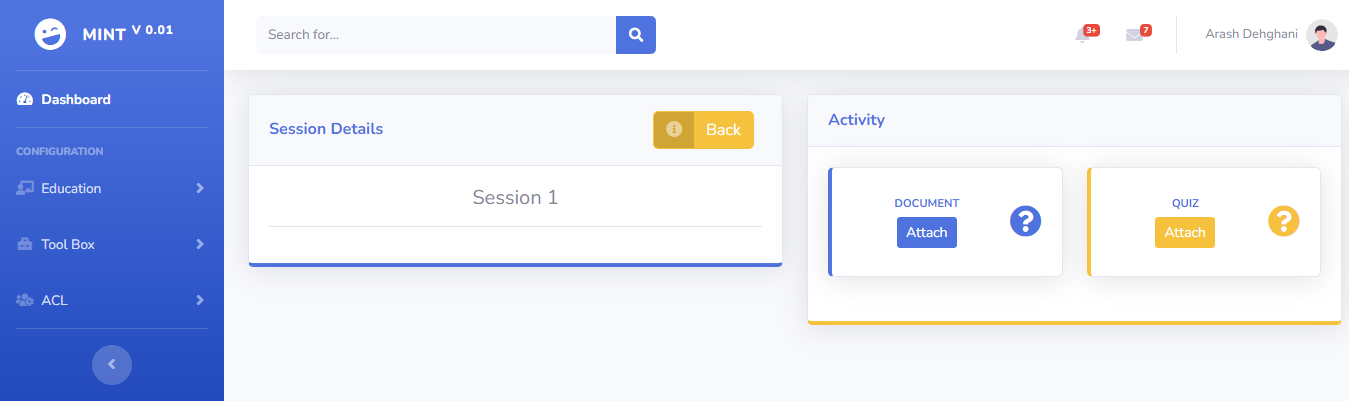 MINT V 0.01
Search for...
3+
7
Arash Dehghani
Dashboard
CONFIGURATION
Education
Tool Box
ACL
Session Details
Back
Session 1
Activity
DOCUMENT
Attach
QUIZ
Attach